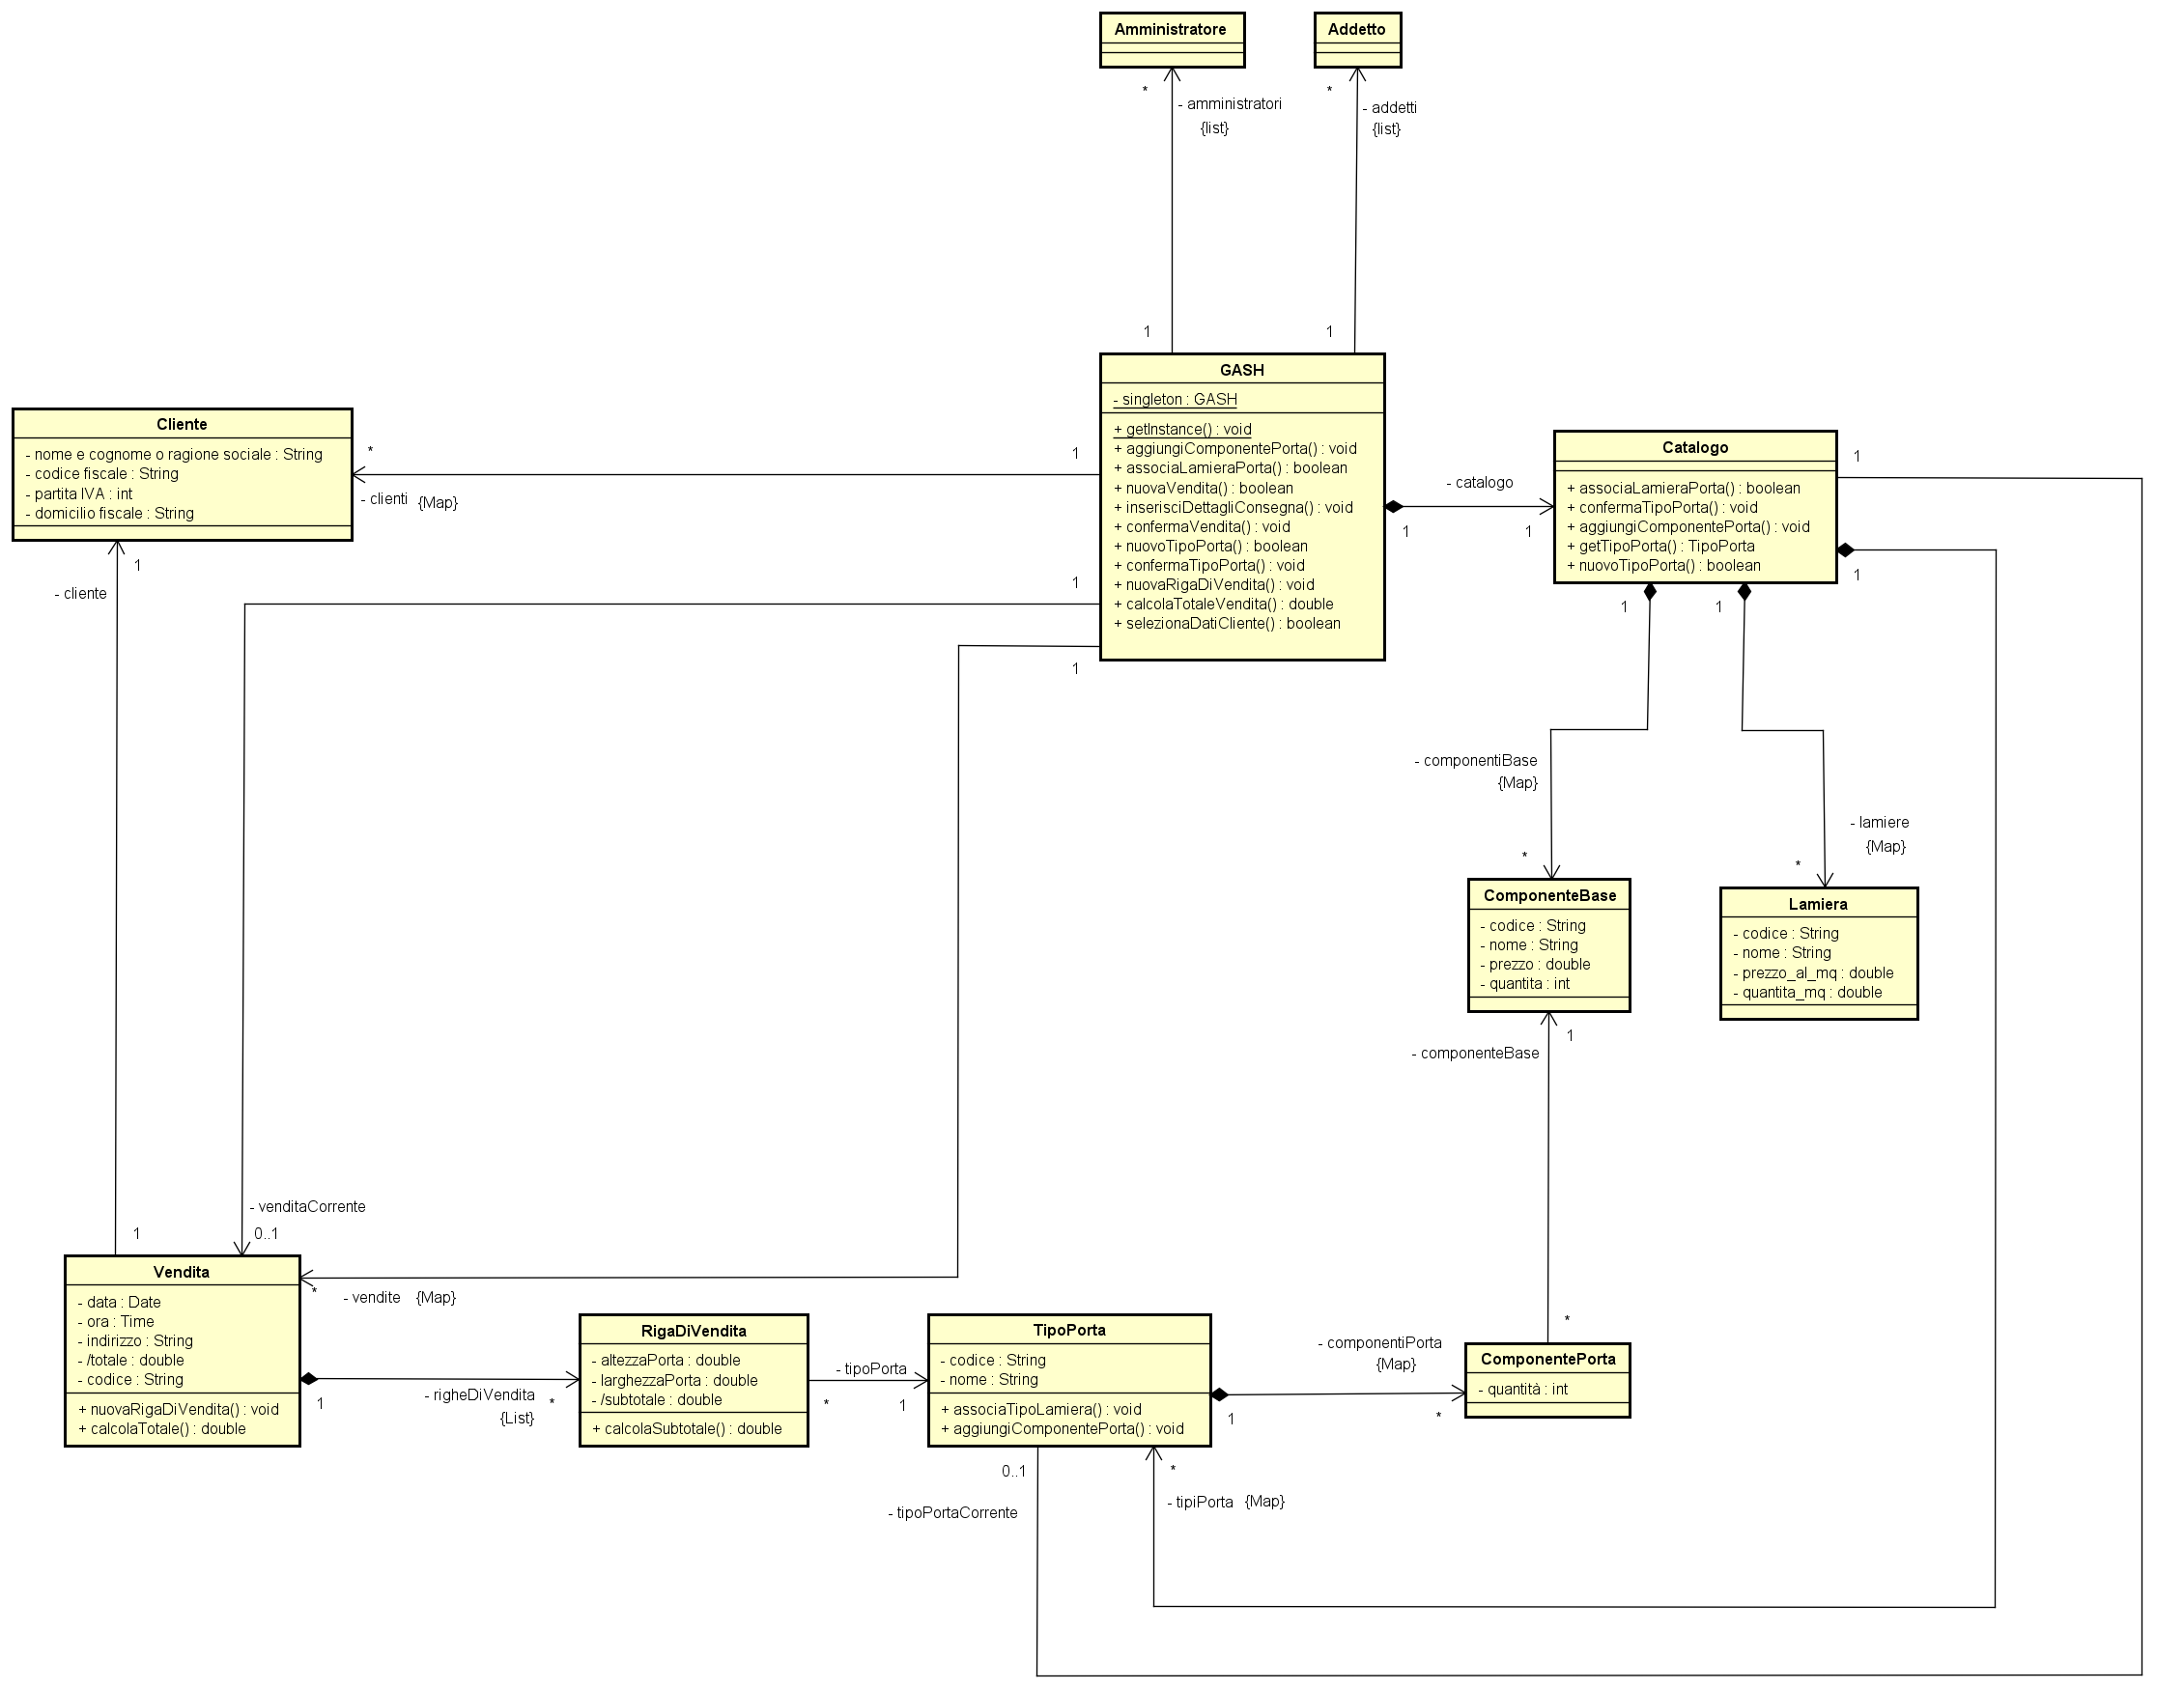 Amministratore
Addetto
*
- amministratori
{list}
*
- addetti
{list}
1
1
GASH
- singleton : GASH
+ getInstance() : void
+ aggiungiComponentePorta() : void
+ associaLamieraPorta() : boolean
+ nuovaVendita() : boolean
+ inserisciDettagliConsegna() : void
+ confermaVendita() : void
+ nuovoTipoPorta() : boolean
+ confermaTipoPorta() : void
+ nuovaRigaDiVendita() : void
+ calcolaTotaleVendita() : double
+ selezionaDatiCliente() : boolean
Cliente
- nome e cognome o ragione sociale : String
- codice fiscale : String
- partita IVA : int
- domicilio fiscale : String
*
- clienti {Map}
1
1
1
- catalogo
1
1
Catalogo
+ associaLamieraPorta() : boolean
+ confermaTipoPorta() : void
+ aggiungiComponentePorta() : void
+ getTipoPorta() : TipoPorta
+ nuovoTipoPorta() : boolean
1
1
1
1
1
- cliente
- componentiBase
{Map}
*
- lamiere
{Map}
*
ComponenteBase
- codice : String
- nome : String
- prezzo : double
- quantita : int
Lamiera
- codice : String
- nome : String
- prezzo_al_mq : double
- quantita_mq : double
1
- componenteBase
- venditaCorrente
1
0..1
Vendita
- data : Date
- ora : Time
- indirizzo : String
- /totale : double
- codice : String
+ nuovaRigaDiVendita() : void
+ calcolaTotale() : double
*
- vendite {Map}
1
- righeDiVendita
{List}
*
RigaDiVendita
- altezzaPorta : double
- larghezzaPorta : double
- /subtotale : double
+ calcolaSubtotale() : double
- tipoPorta
*
1
TipoPorta
- codice : String
- nome : String
+ associaTipoLamiera() : void
+ aggiungiComponentePorta() : void
1
- componentiPorta
{Map}
*
*
ComponentePorta
- quantità : int
0..1
- tipoPortaCorrente
*
- tipiPorta {Map}